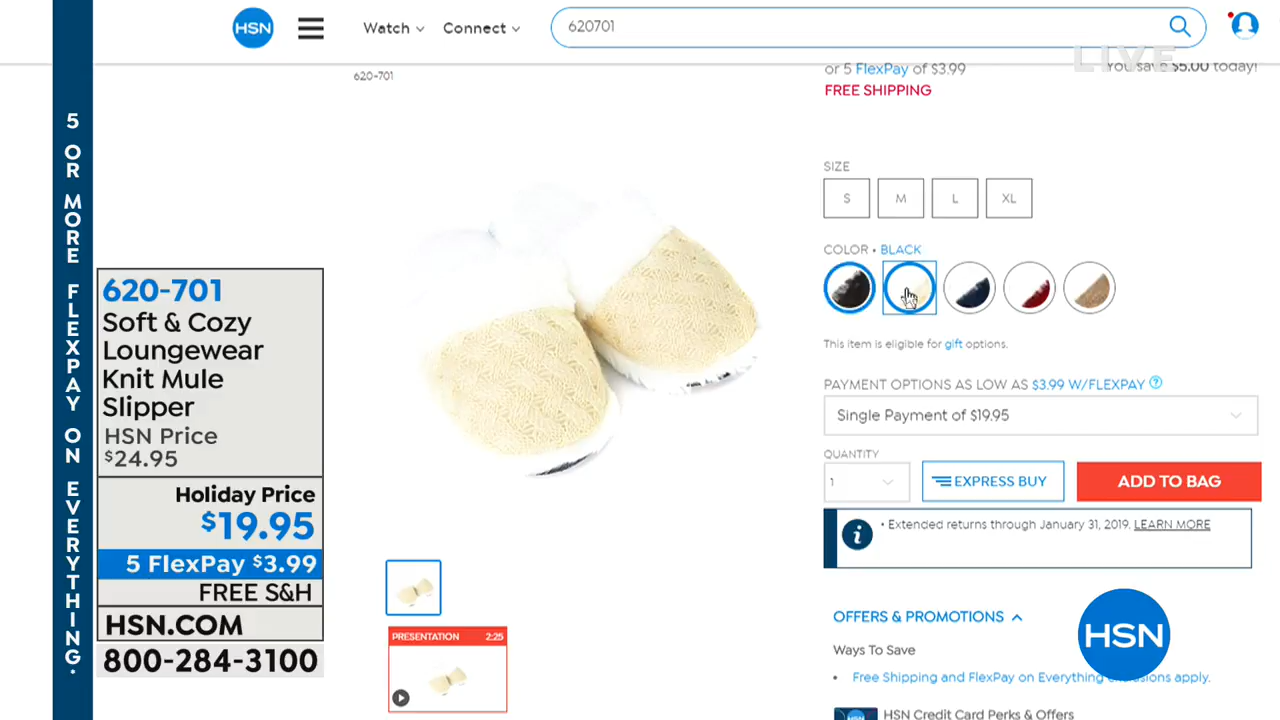 HSN
Watch
Connect
620701
LIVE
620-701
or 5 FlexPay of $3.99
You save $5.00 today!
FREE SHIPPING
SIZE
S
M
L
XL
COLOR • BLACK
This item is eligible for gift options.
PAYMENT OPTIONS AS LOW AS $3.99 W/FLEXPAY ?
Single Payment of $19.95
QUANTITY
1
EXPRESS BUY
ADD TO BAG
i
• Extended returns through January 31, 2019. LEARN MORE
OFFERS & PROMOTIONS
Ways To Save
• Free Shipping and FlexPay on Everything exclusions apply.
HSN Credit Card Perks & Offers
HSN
HSN
PRESENTATION 2:25
5 OR MORE FLEXPAY ON EVERYTHING.
620-701
Soft & Cozy
Loungewear
Knit Mule
Slipper
HSN Price
$24.95
Holiday Price
$19.95
5 FlexPay $3.99
FREE S&H
HSN.COM
800-284-3100